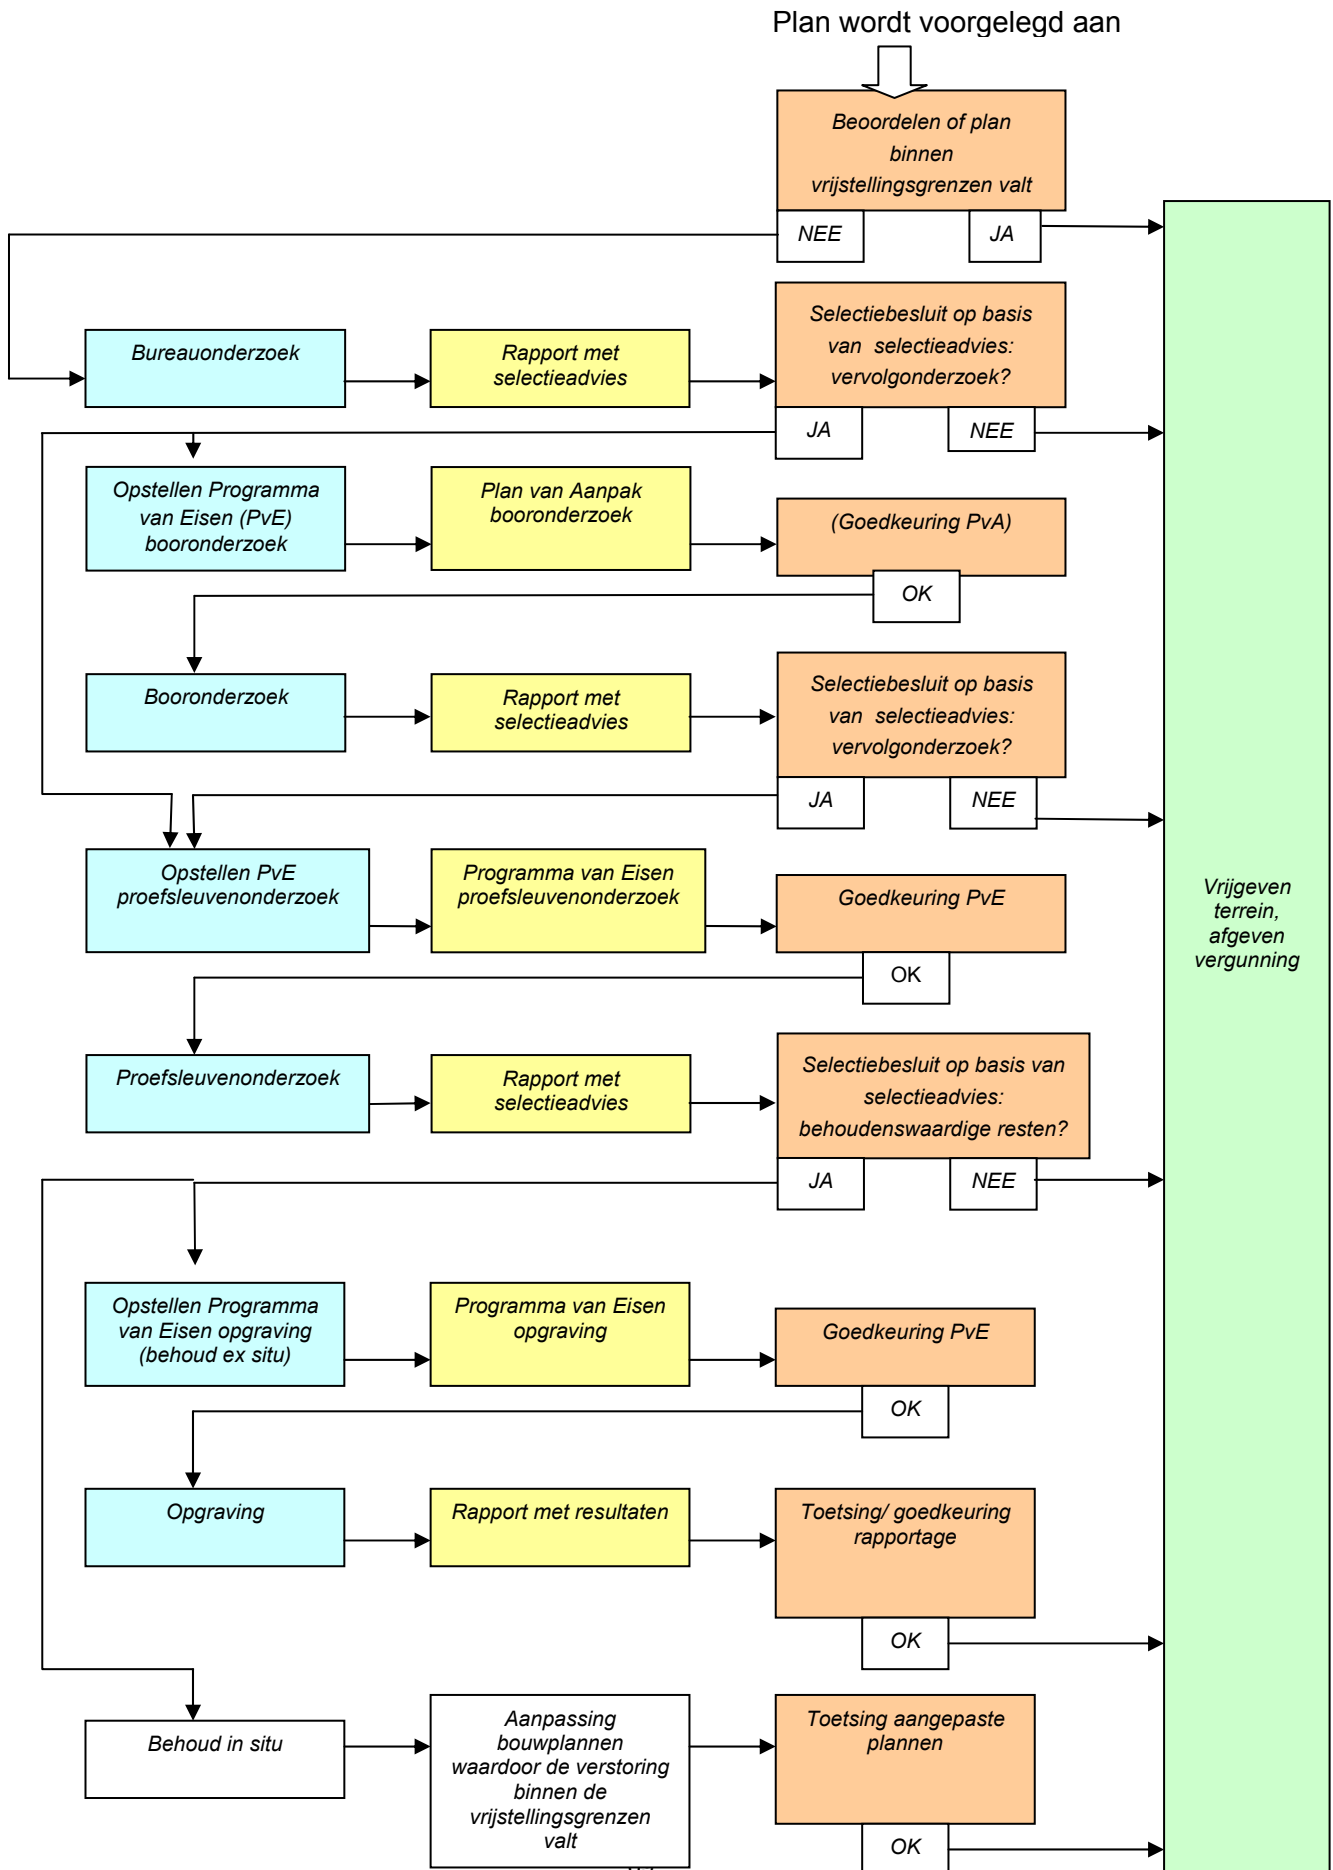 Plan wordt voorgelegd aan
Beoordelen of plan
binnen
vrijstellingsgrenzen valt
NEE
JA
Bureauonderzoek
Rapport met
selectieadvies
Selectiebesluit op basis
van selectieadvies:
vervolgonderzoek?
JA
NEE
Opstellen Programma
van Eisen (PvE)
booronderzoek
Plan van Aanpak
booronderzoek
(Goedkeuring PvA)
OK
Booronderzoek
Rapport met
selectieadvies
Selectiebesluit op basis
van selectieadvies:
vervolgonderzoek?
JA
NEE
Opstellen PvE
proefsleuvenonderzoek
Programma van Eisen
proefsleuvenonderzoek
Goedkeuring PvE
OK
Vrijgeven
terrein,
afgeven
vergunning
Proefsleuvenonderzoek
Rapport met
selectieadvies
Selectiebesluit op basis van
selectieadvies:
behoudenswaardige resten?
JA
NEE
Opstellen Programma
van Eisen opgraving
(behoud ex situ)
Programma van Eisen
opgraving
Goedkeuring PvE
OK
Opgraving
Rapport met resultaten
Toetsing/ goedkeuring
rapportage
OK
Behoud in situ
Aanpassing
bouwplannen
waardoor de verstoring
binnen de
vrijstellingsgrenzen
valt
Toetsing aangepaste
plannen
OK